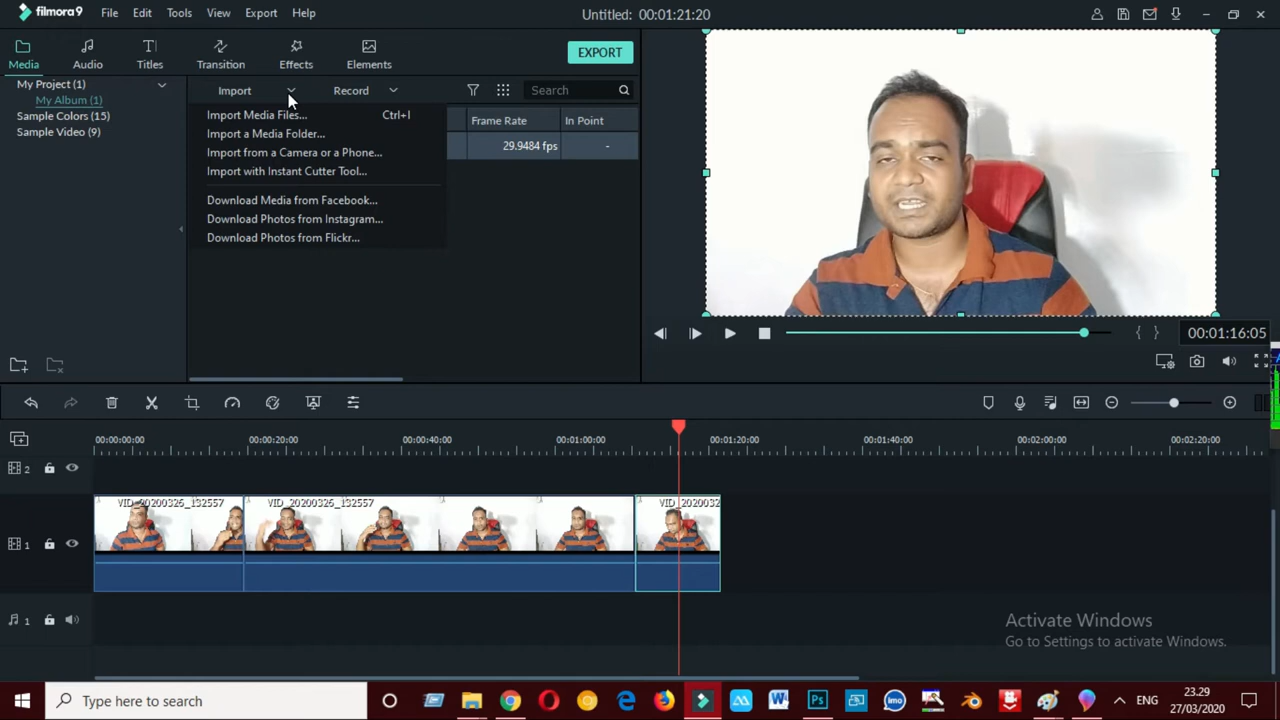 filmora9 File Edit Tools View Export Help Untitled: 00:01:21:20
Media Audio Titles Transition Effects Elements EXPORT
My Project (1)
My Album (1)
Sample Colors (15)
Sample Video (9)
Import Record Search
Import Media Files... Ctrl+I
Import a Media Folder...
Import from a Camera or a Phone...
Import with Instant Cutter Tool...
Download Media from Facebook...
Download Photos from Instagram...
Download Photos from Flickr...
Frame Rate In Point
29.9484 fps -
00:01:16:05
00:00:00:00 00:00:20:00 00:00:40:00 00:01:00:00 00:01:20:00 00:01:40:00 00:02:00:00 00:02:20:00
2
VID_20200326_132557 VID_20200326_132557 VID_2020032
1
1
Activate Windows
Go to Settings to activate Windows.
Type here to search
imo
ENG
23.29
27/03/2020